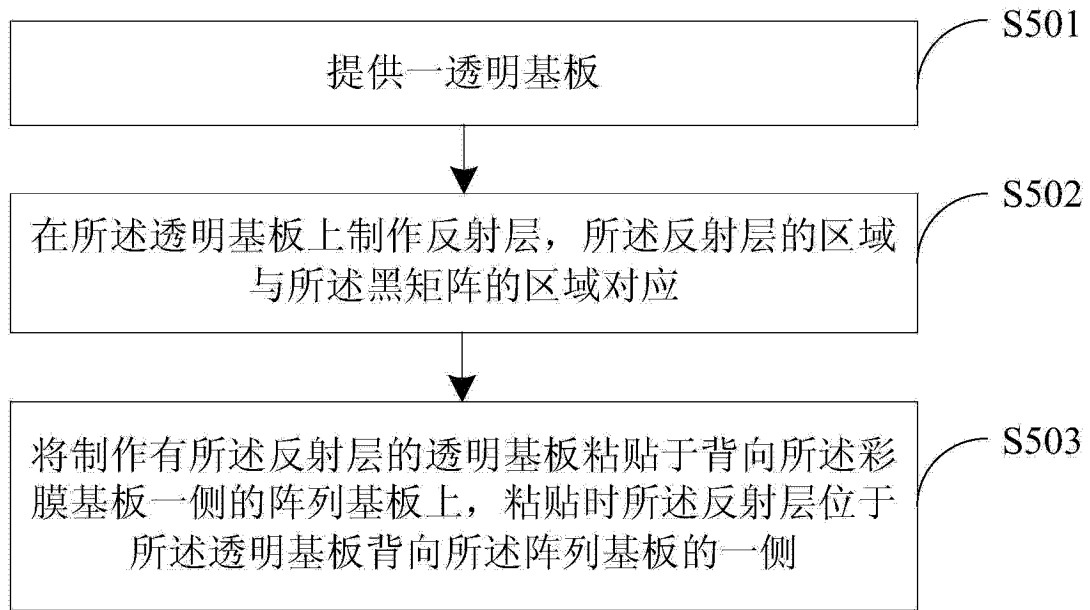 S501
提供一透明基板
S502
在所述透明基板上制作反射层，所述反射层的区域
与所述黑矩阵的区域对应
S503
将制作有所述反射层的透明基板粘贴于背向所述彩
膜基板一侧的阵列基板上，粘贴时所述反射层位于
所述透明基板背向所述阵列基板的一侧